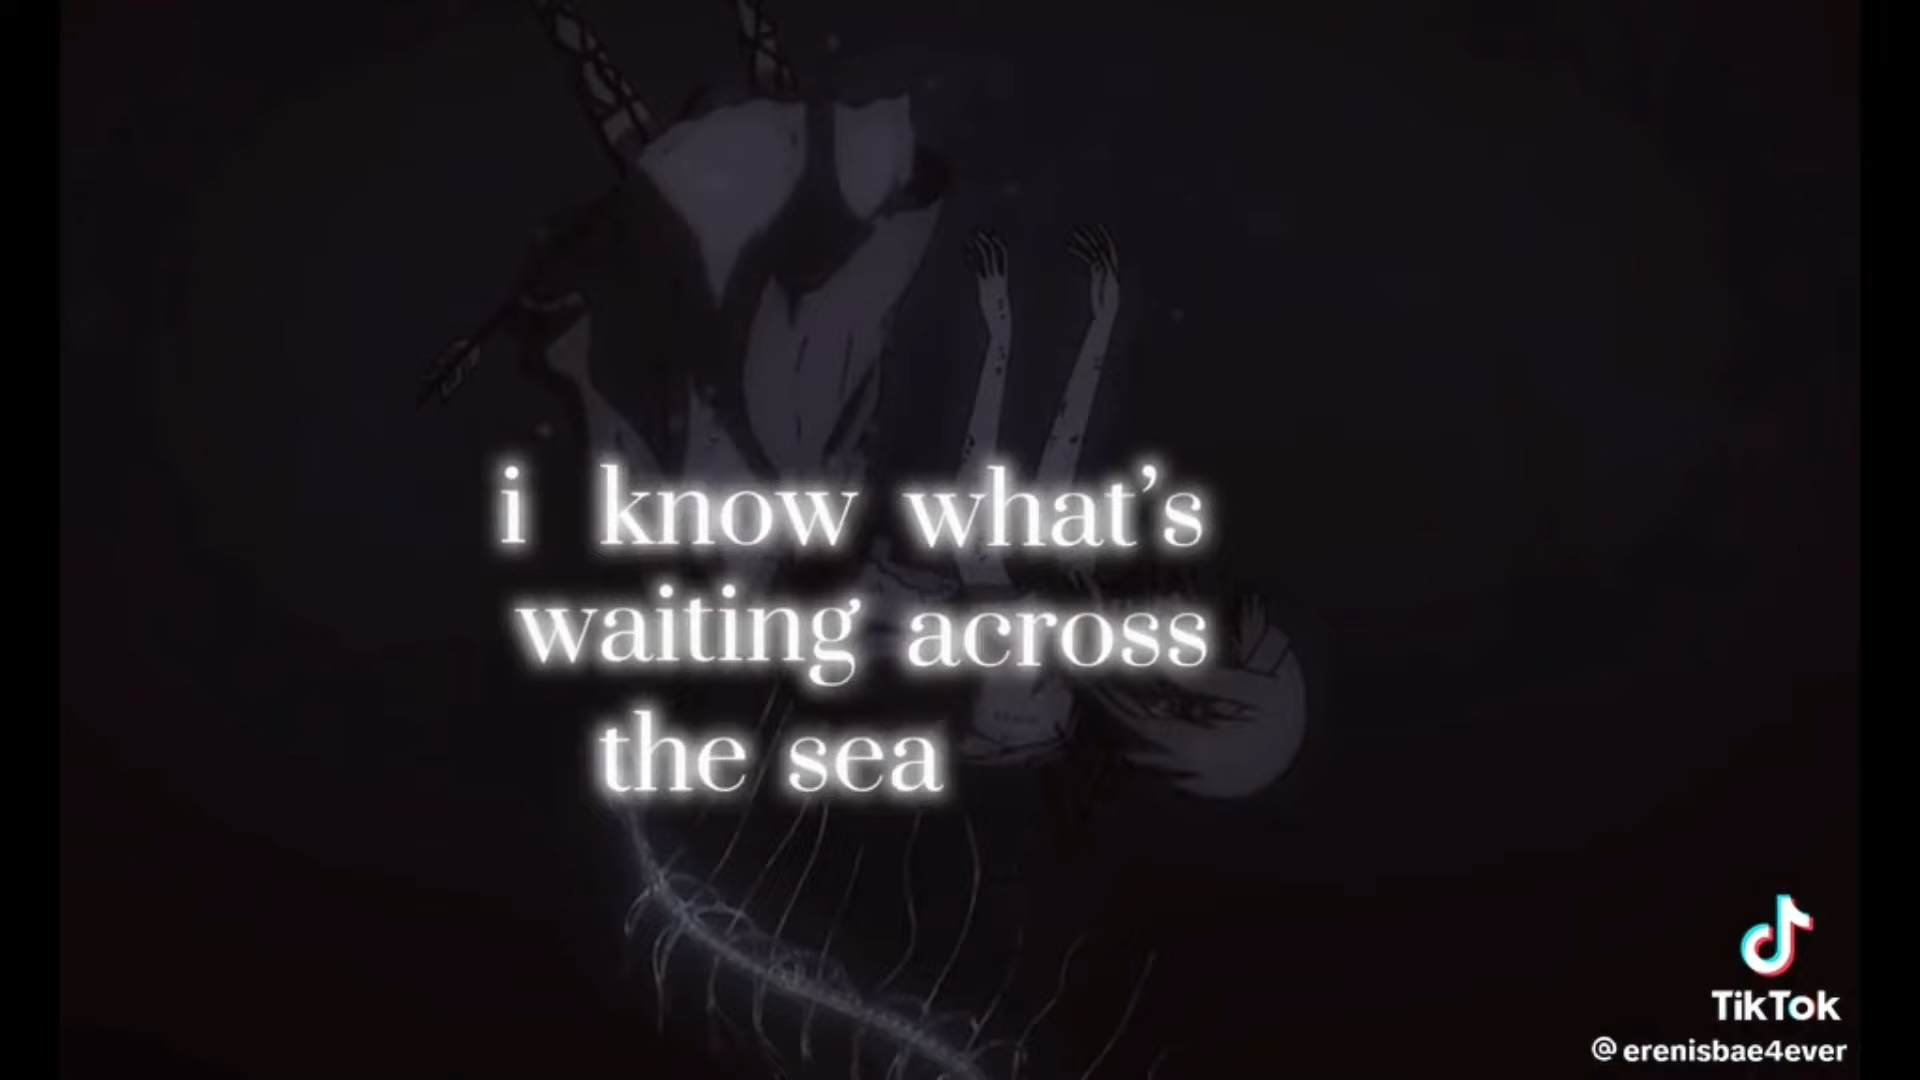 i know what's
waiting across
the sea
TikTok
@erenisbae4ever